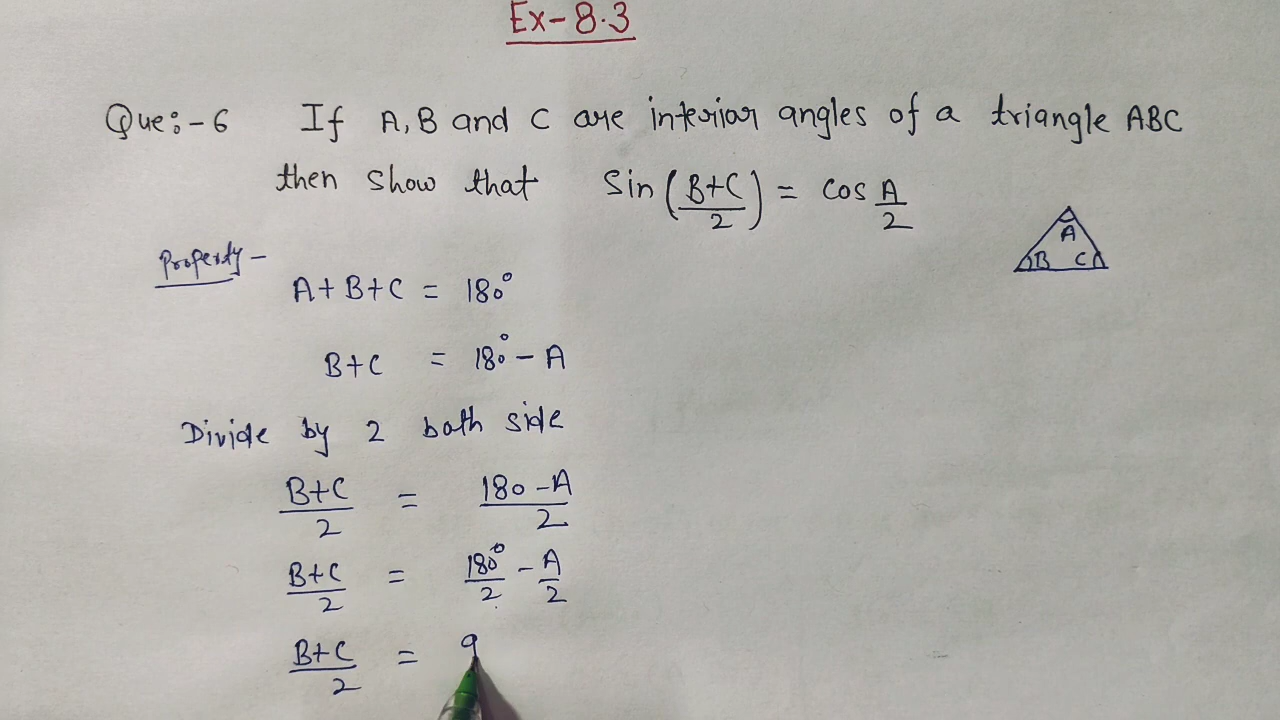 Ex-8.3
Que:-6 If A, B and C are interior angles of a triangle ABC
then show that Sin(B+C/2) = cos A/2
A
B C
Property-
A+B+C = 180°
B+C = 180° - A
Divide by 2 both side
B+C/2 = 180-A/2
B+C/2 = 180°/2 - A/2
B+C/2 = 9